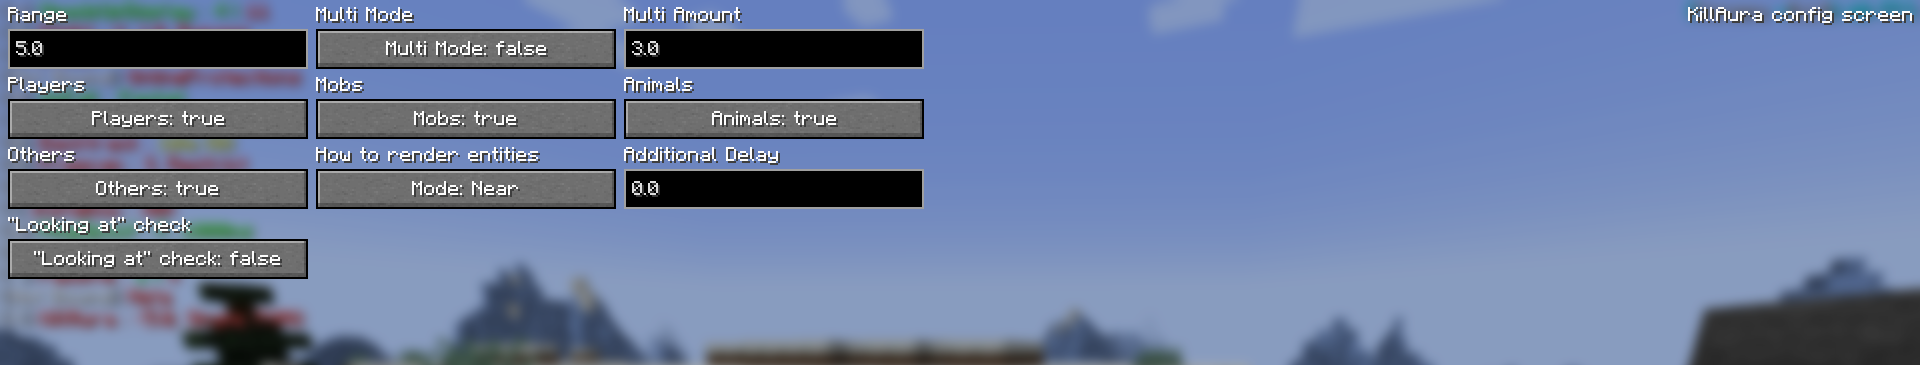 Range
Multi Mode
Multi Amount
KillAura config screen
5.0
Multi Mode: false
3.0
Players
Mobs
Animals
Players: true
Mobs: true
Animals: true
Others
How to render entities
Additional Delay
Others: true
Mode: Near
0.0
"Looking at" check
"Looking at" check: false